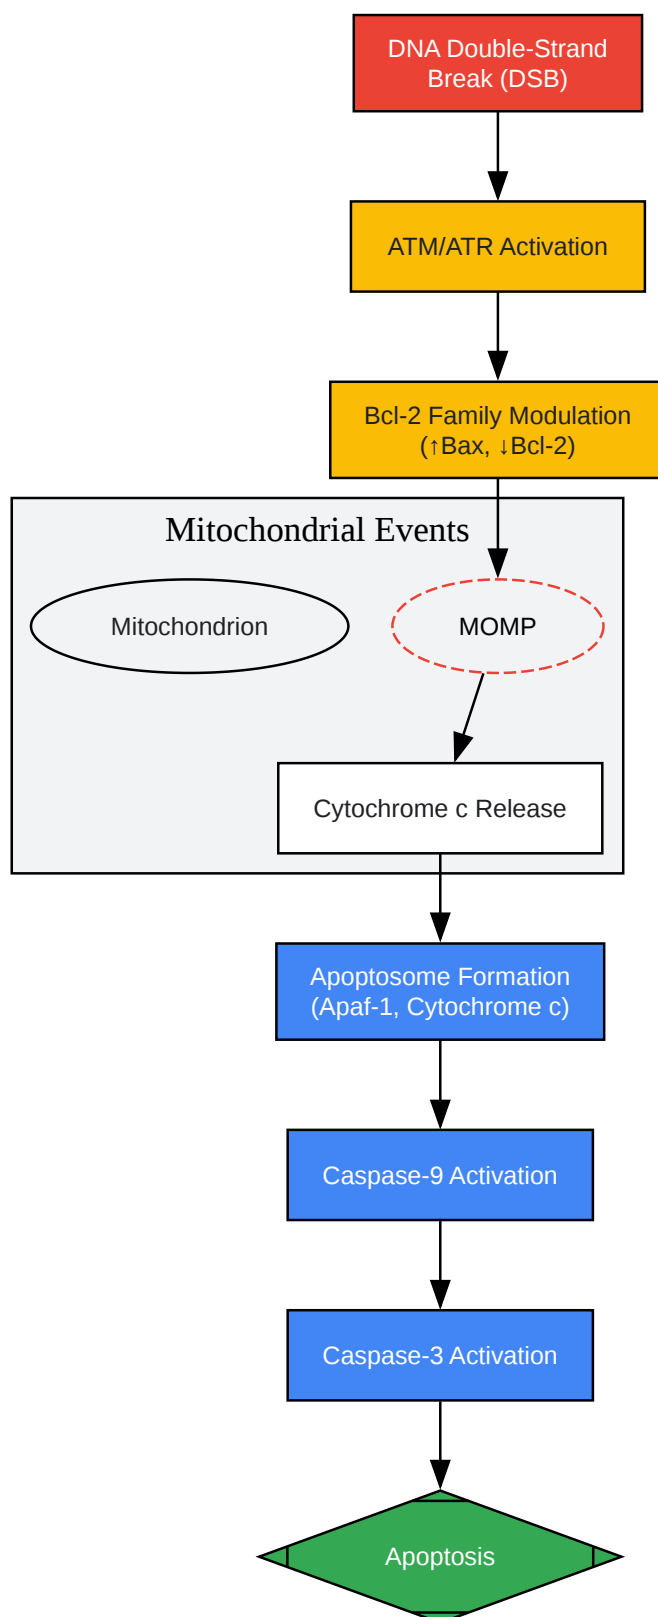 DNA Double-Strand
Break (DSB)
ATM/ATR Activation
Bcl-2 Family Modulation
(↑Bax, ↓Bcl-2)
Mitochondrial Events
Mitochondrion
MOMP
Cytochrome c Release
Apoptosome Formation
(Apaf-1, Cytochrome c)
Caspase-9 Activation
Caspase-3 Activation
Apoptosis